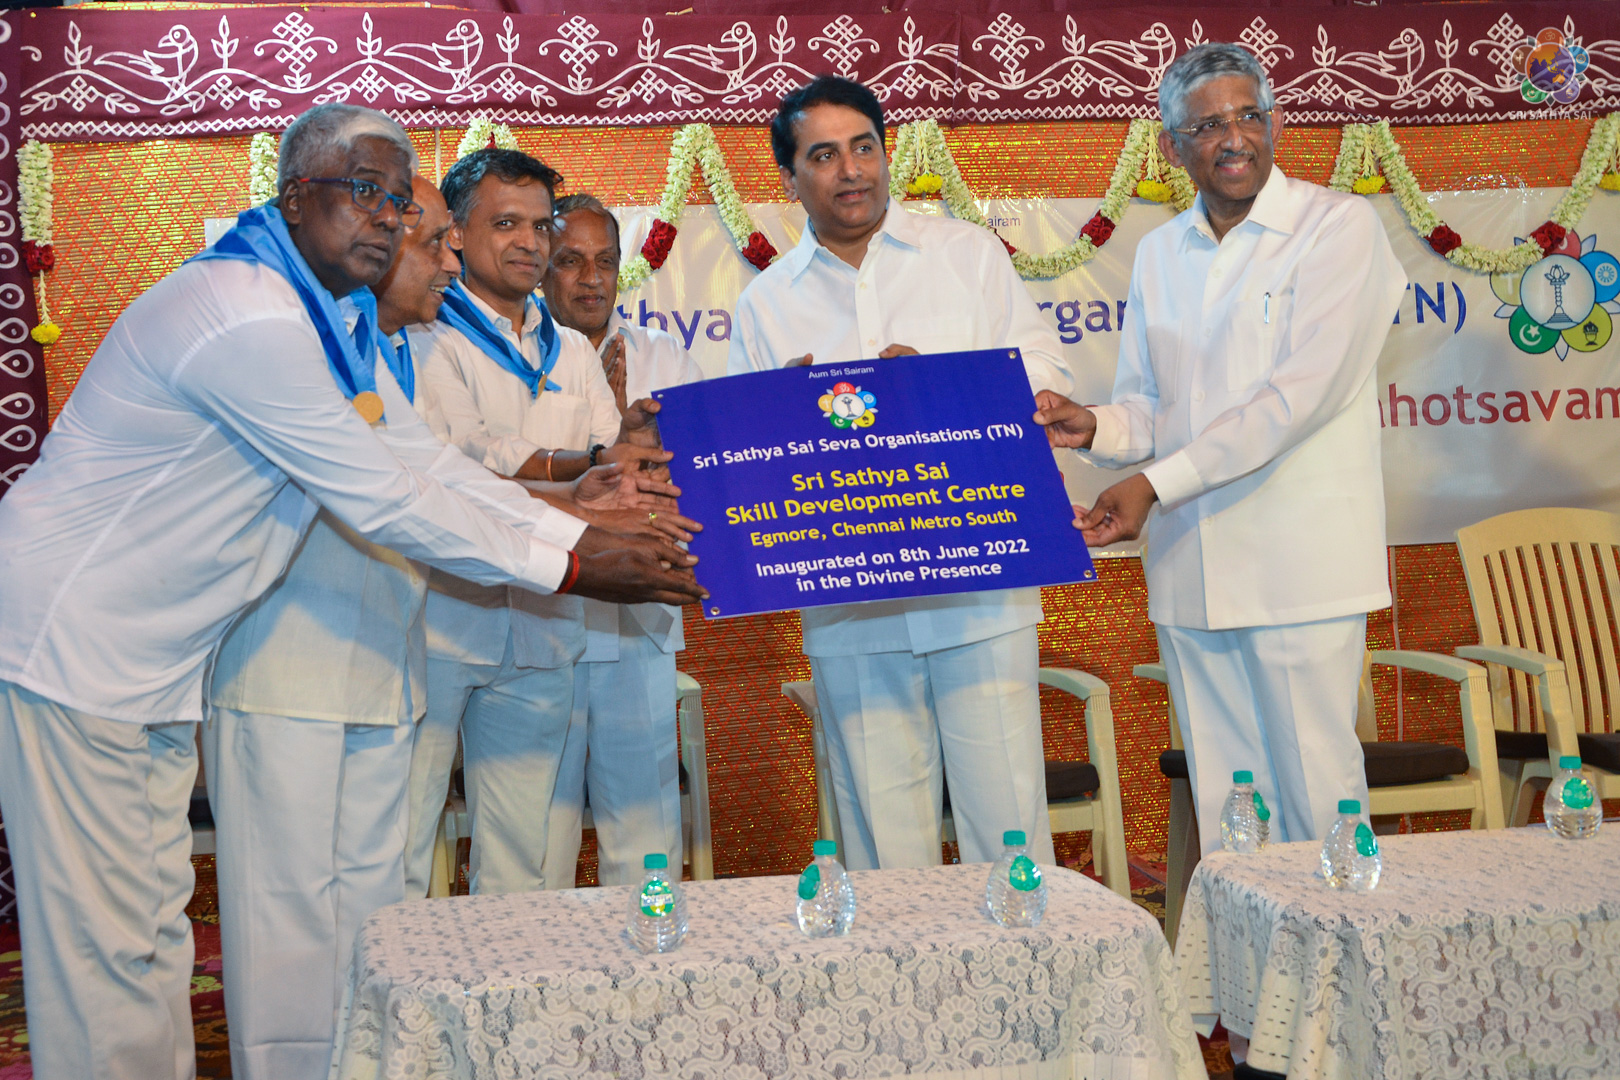 SRI SATHYA SAI
airam
thya
rgan
TN)
ahotsavam
Aum Sri Sairam
Sri Sathya Sai Seva Organisations (TN)
Sri Sathya Sai
Skill Development Centre
Egmore, Chennai Metro South
Inaugurated on 8th June 2022
in the Divine Presence